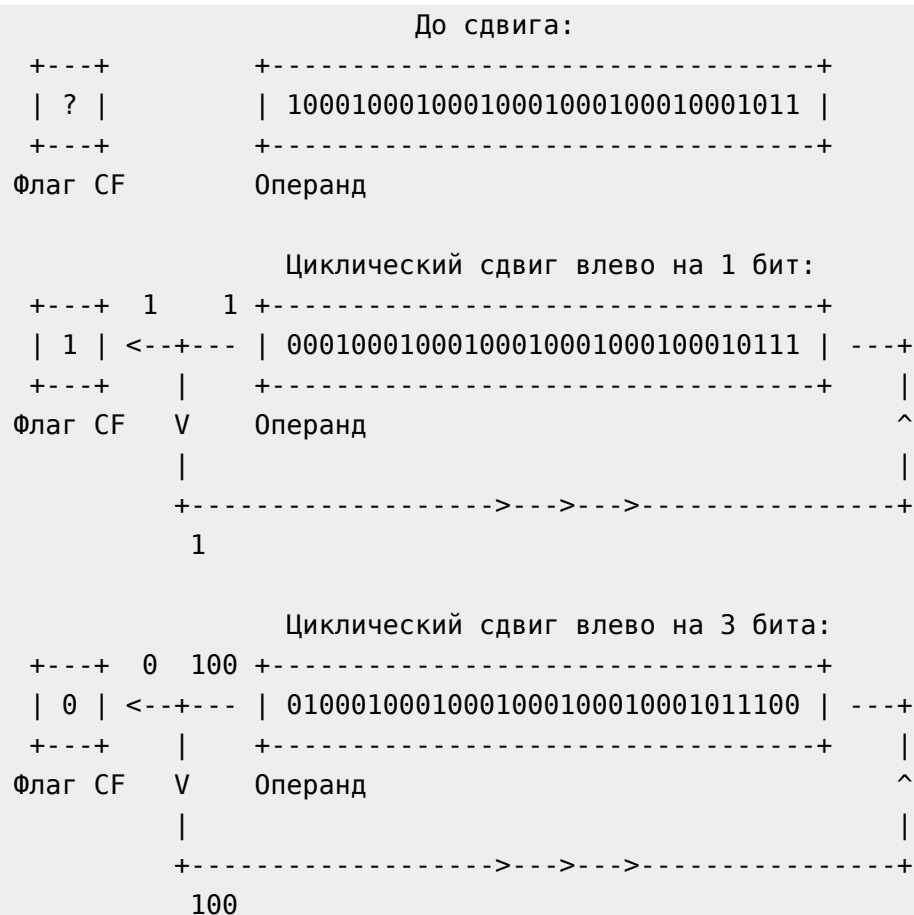 До сдвига:
+---+ +----------------------------------+
| ? | | 10001000100010001000100010001011 |
+---+ +----------------------------------+
Флаг CF Операнд
Циклический сдвиг влево на 1 бит:
+---+ 1 1 +----------------------------------+
| 1 | <--+--- | 00010001000100010001000100010111 | ---+
+---+ | +----------------------------------+ |
Флаг CF V Операнд ^
| |
+------------------->--->--->----------------+
1
Циклический сдвиг влево на 3 бита:
+---+ 0 100 +----------------------------------+
| 0 | <--+--- | 01000100010001000100010001011100 | ---+
+---+ | +----------------------------------+ |
Флаг CF V Операнд ^
| |
+------------------->--->--->----------------+
100